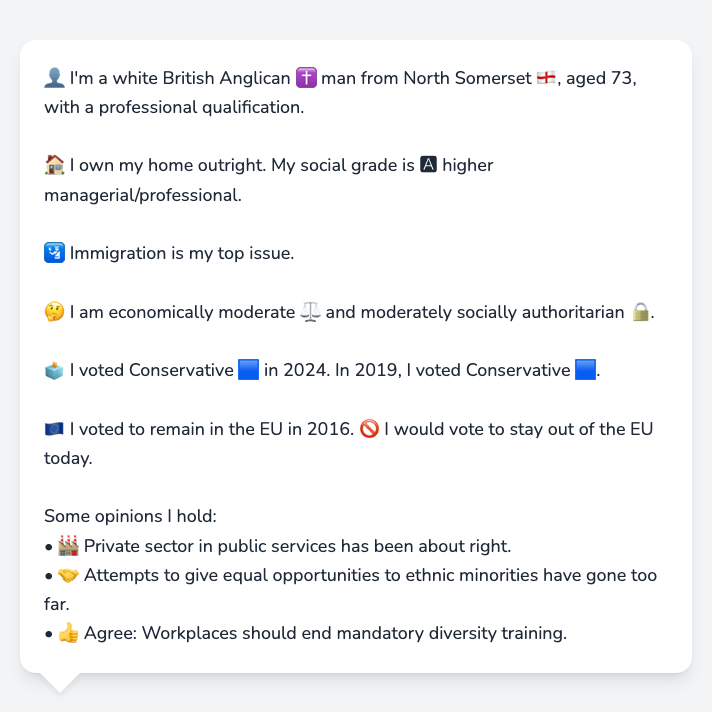 👤 I'm a white British Anglican ✝️ man from North Somerset 🏴󠁧󠁢󠁥󠁮󠁧󠁿, aged 73,
with a professional qualification.
🏠 I own my home outright. My social grade is 🅰 higher
managerial/professional.
🛂 Immigration is my top issue.
🤔 I am economically moderate ⚖️ and moderately socially authoritarian 🔒.
🗳️ I voted Conservative 🟦 in 2024. In 2019, I voted Conservative 🟦.
🇪🇺 I voted to remain in the EU in 2016. 🚫 I would vote to stay out of the EU
today.
Some opinions I hold:
• 🏭 Private sector in public services has been about right.
• 🤝 Attempts to give equal opportunities to ethnic minorities have gone too
far.
• 👍 Agree: Workplaces should end mandatory diversity training.